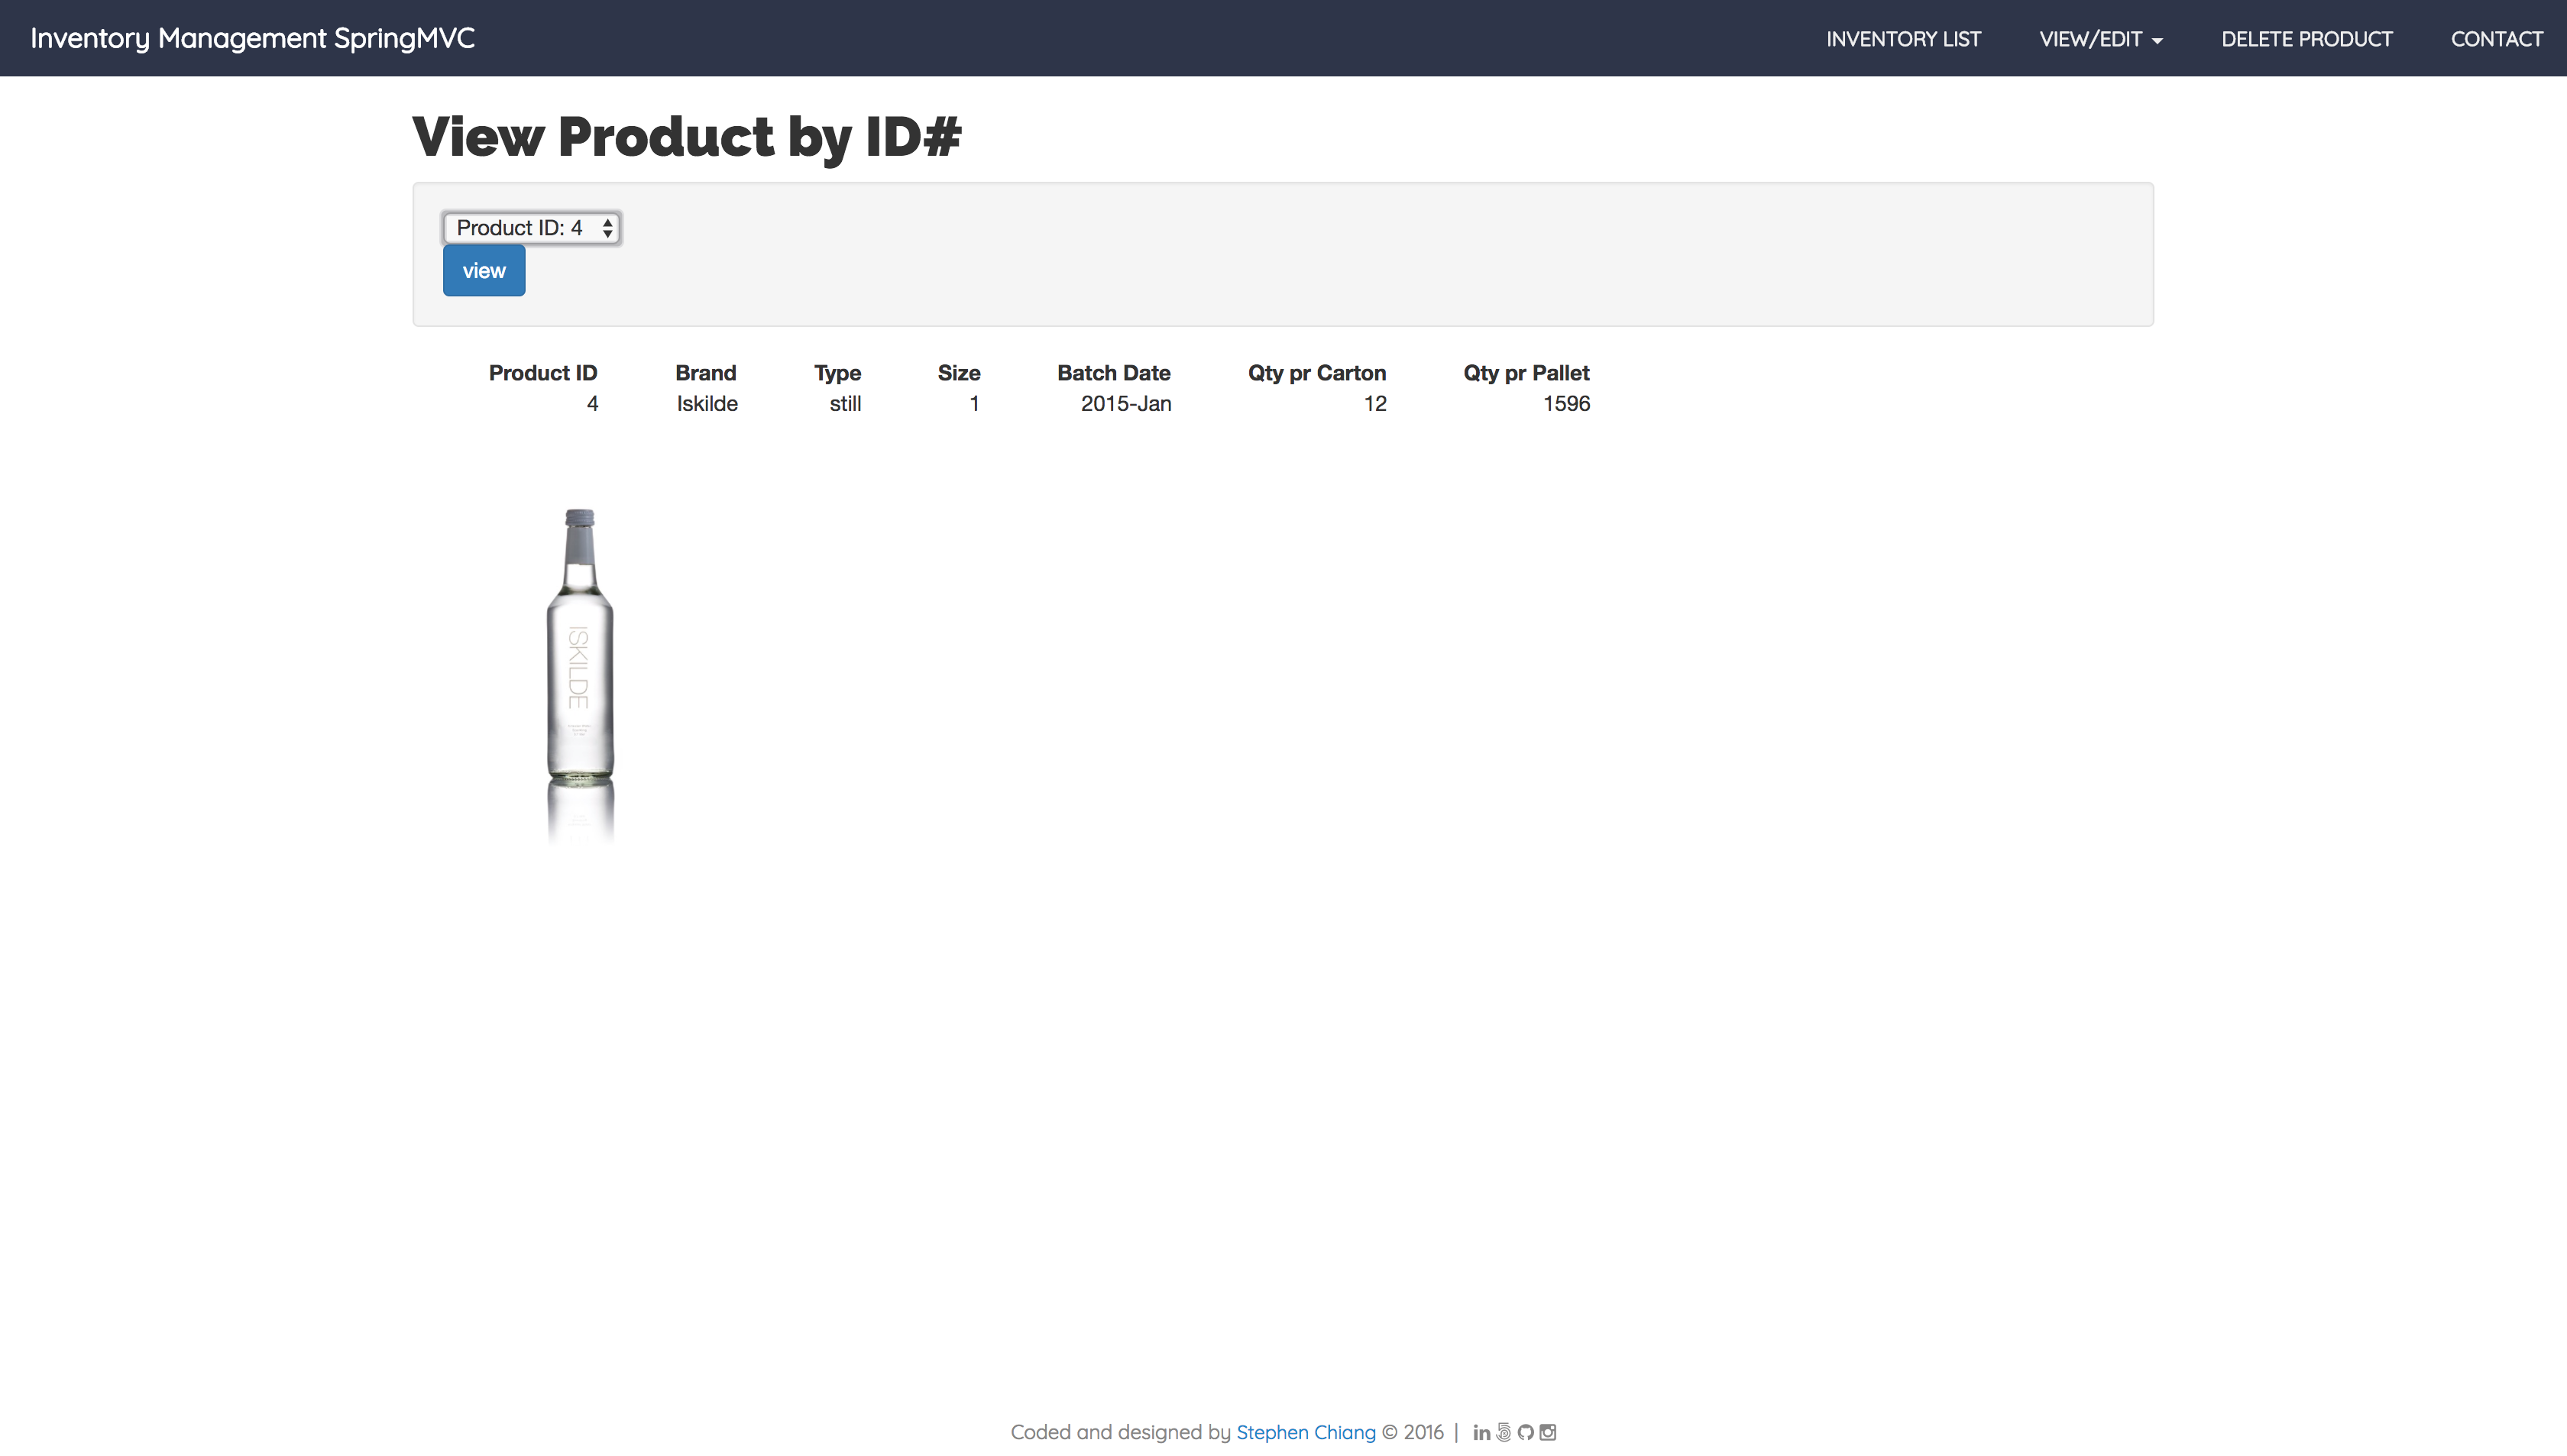 Inventory Management SpringMVC INVENTORY LIST VIEW/EDIT DELETE PRODUCT CONTACT
View Product by ID#
Product ID: 4
view
Product ID Brand Type Size Batch Date Qty pr Carton Qty pr Pallet
4 Iskilde still 1 2015-Jan 12 1596
ISKILDE
Coded and designed by Stephen Chiang © 2016 |